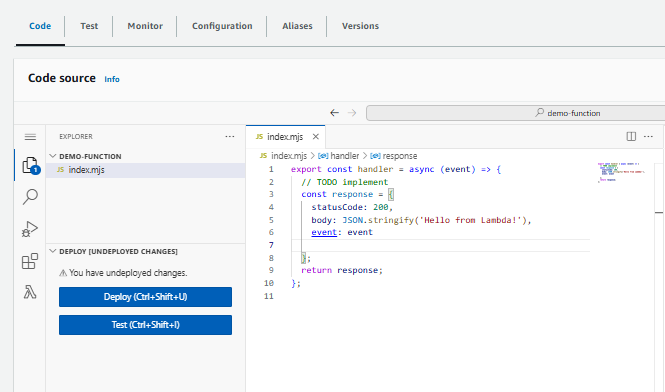 Code Test Monitor Configuration Aliases Versions
Code source Info
demo-function
EXPLORER ...
DEMO-FUNCTION
JS index.mjs
1
DEPLOY [UNDEPLOYED CHANGES]
You have undeployed changes.
Deploy (Ctrl+Shift+U)
Test (Ctrl+Shift+I)
JS index.mjs
JS index.mjs > handler > response
1 export const handler = async (event) => {
2 // TODO implement
3 const response = {
4 statusCode: 200,
5 body: JSON.stringify('Hello from Lambda!'),
6 event: event
7
8 };
9 return response;
10 };
11